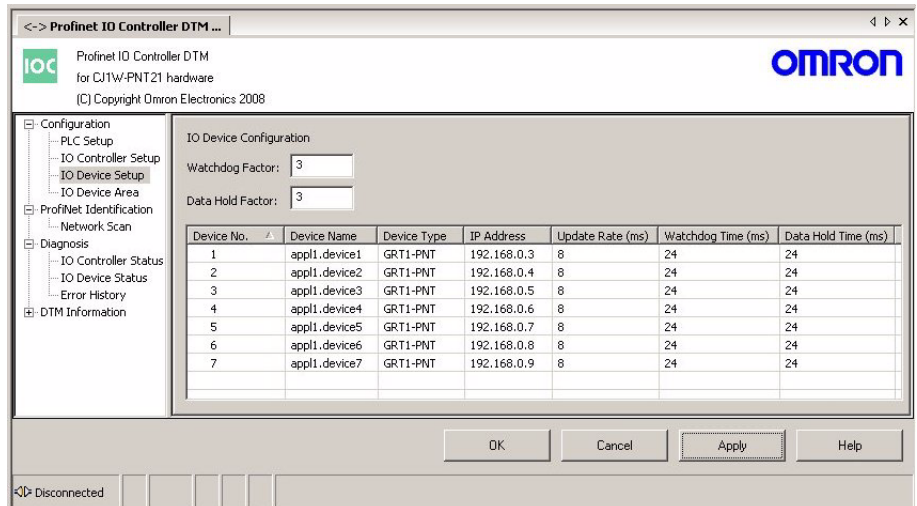 <-> Profinet IO Controller DTM ...
IOC
Profinet IO Controller DTM
for CJ1W-PNT21 hardware
(C) Copyright Omron Electronics 2008
OMRON
Configuration
PLC Setup
IO Controller Setup
IO Device Setup
IO Device Area
ProfiNet Identification
Network Scan
Diagnosis
IO Controller Status
IO Device Status
Error History
DTM Information
IO Device Configuration
Watchdog Factor: 3
Data Hold Factor: 3
Device No. Device Name Device Type IP Address Update Rate (ms) Watchdog Time (ms) Data Hold Time (ms)
1 appl1.device1 GRT1-PNT 192.168.0.3 8 24 24
2 appl1.device2 GRT1-PNT 192.168.0.4 8 24 24
3 appl1.device3 GRT1-PNT 192.168.0.5 8 24 24
4 appl1.device4 GRT1-PNT 192.168.0.6 8 24 24
5 appl1.device5 GRT1-PNT 192.168.0.7 8 24 24
6 appl1.device6 GRT1-PNT 192.168.0.8 8 24 24
7 appl1.device7 GRT1-PNT 192.168.0.9 8 24 24
OK Cancel Apply Help
Disconnected